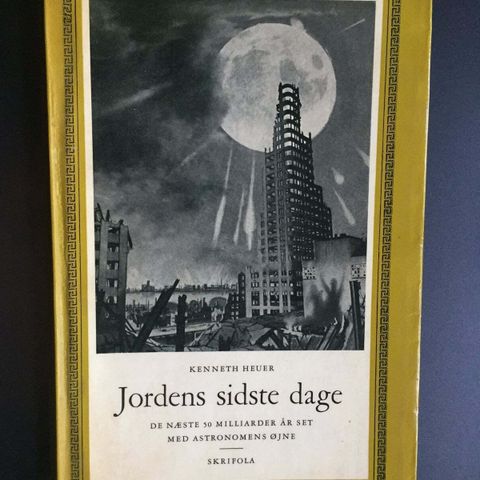 KENNETH HEUER
Jordens sidste dage
DE NÆSTE 50 MILLIARDER ÅR SET
MED ASTRONOMENS ØJNE
SKRIFOLA